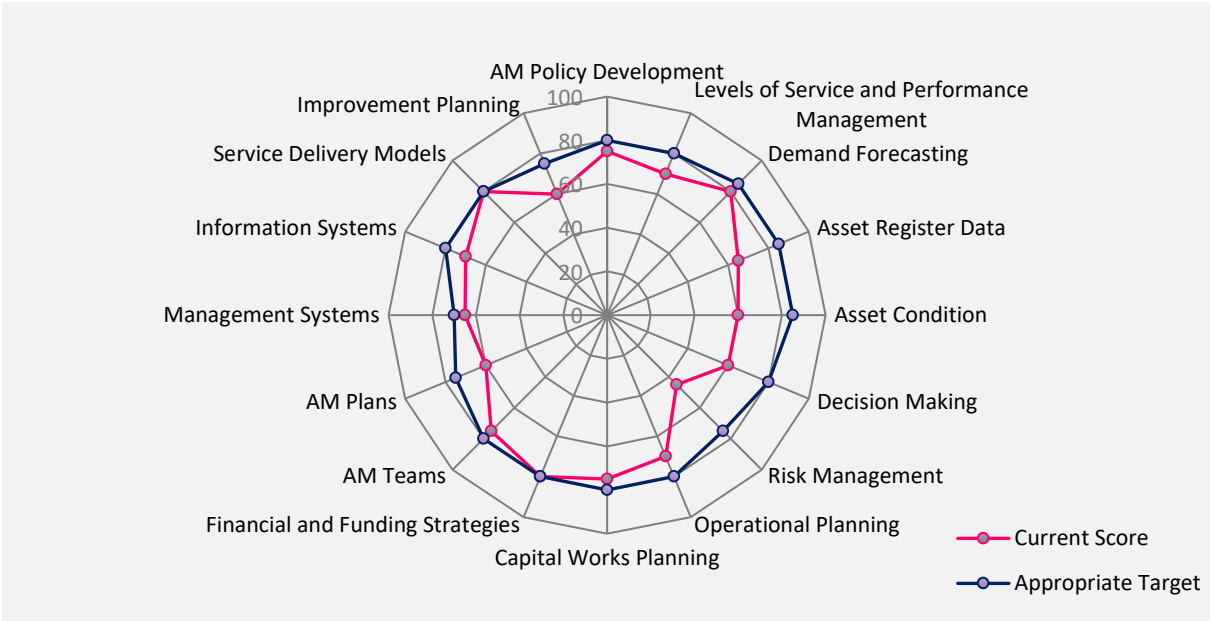 AM Policy Development
Levels of Service and Performance
Management
Demand Forecasting
Asset Register Data
Asset Condition
Decision Making
Risk Management
Operational Planning
Capital Works Planning
Financial and Funding Strategies
AM Teams
AM Plans
Management Systems
Information Systems
Service Delivery Models
Improvement Planning
100
80
60
40
20
0
Current Score
Appropriate Target